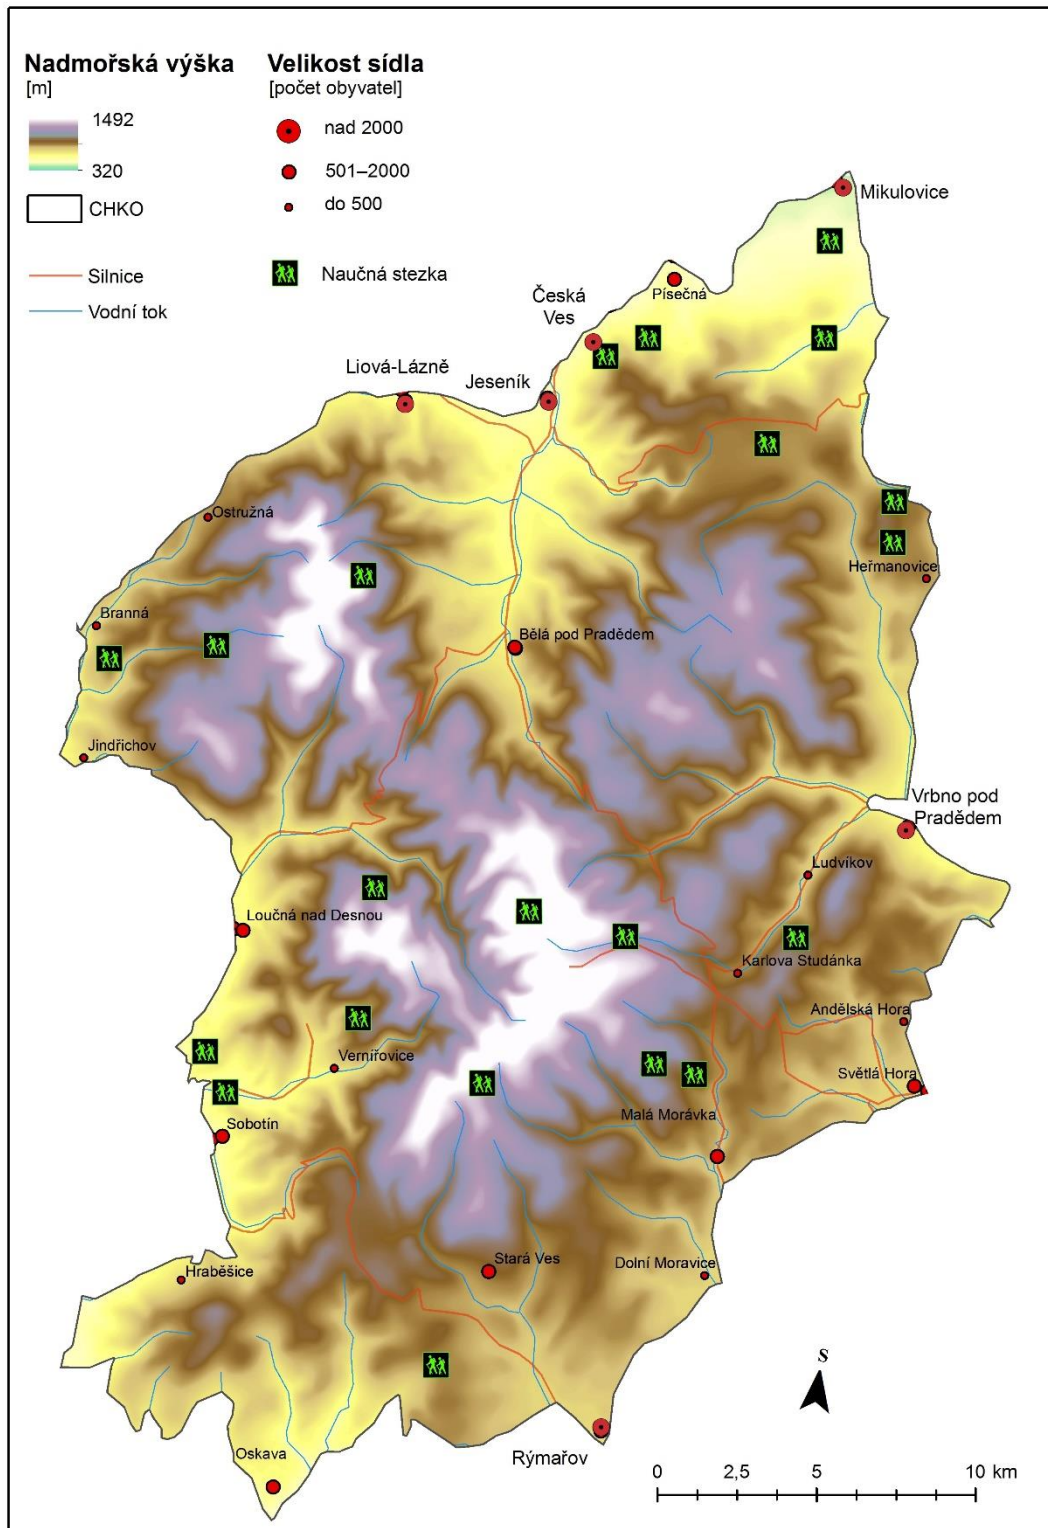 Nadmořská výška
[m]
1492
320
CHKO
Silnice
Vodní tok
Velikost sídla
[počet obyvatel]
nad 2000
501–2000
do 500
Naučná stezka
Mikulovice
Písečná
Česká
Ves
Liová-Lázně
Jeseník
Ostružná
Heřmanovice
Branná
Bělá pod Pradědem
Jindřichov
Vrbno pod
Pradědem
Ludvíkov
Loučná nad Desnou
Karlova Studánka
Andělská Hora
Vernířovice
Světlá Hora
Malá Morávka
Sobotín
Stará Ves
Dolní Moravice
Hraběšice
Oskava
Rýmařov
S
0
2,5
5
10 km